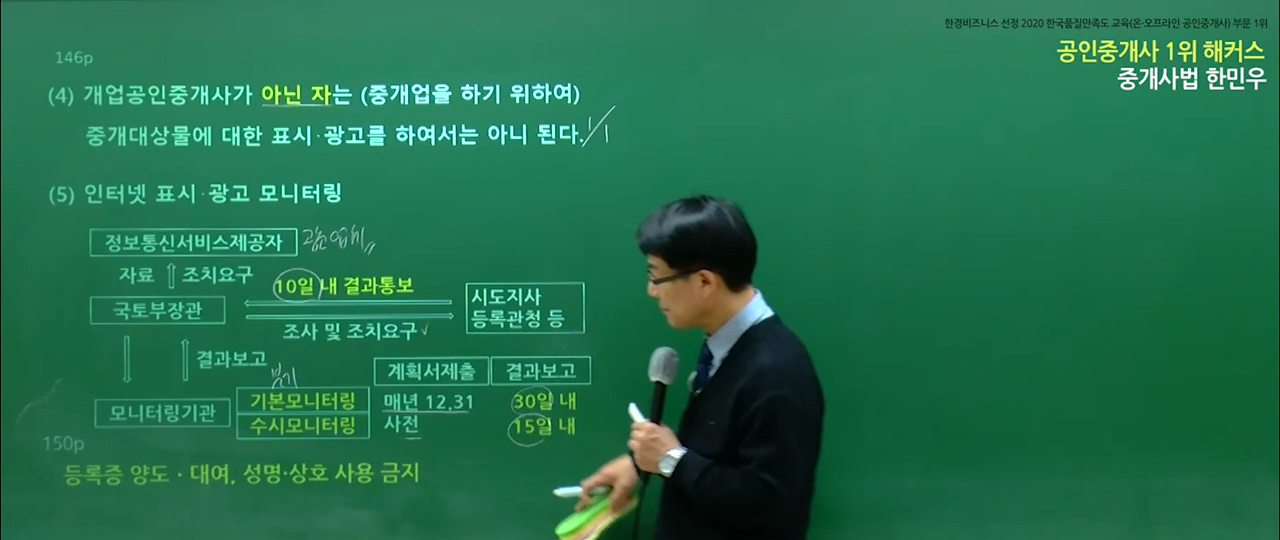 한경비즈니스 선정 2020 한국품질만족도 교육(온·오프라인 공인중개사) 부문 1위
공인중개사 1위 해커스
중개사법 한민우
146p
(4) 개업공인중개사가 아닌 자는 (중개업을 하기 위하여)
중개대상물에 대한 표시·광고를 하여서는 아니 된다. 1/1
(5) 인터넷 표시·광고 모니터링
정보통신서비스제공자
자료 조치요구
10일 내 결과통보
국토부장관
시도지사
등록관청 등
조사 및 조치요구
결과보고
분기
계획서제출 결과보고
모니터링기관
기본모니터링 매년 12.31 30일 내
수시모니터링 사전 15일 내
150p
등록증 양도·대여, 성명·상호 사용 금지